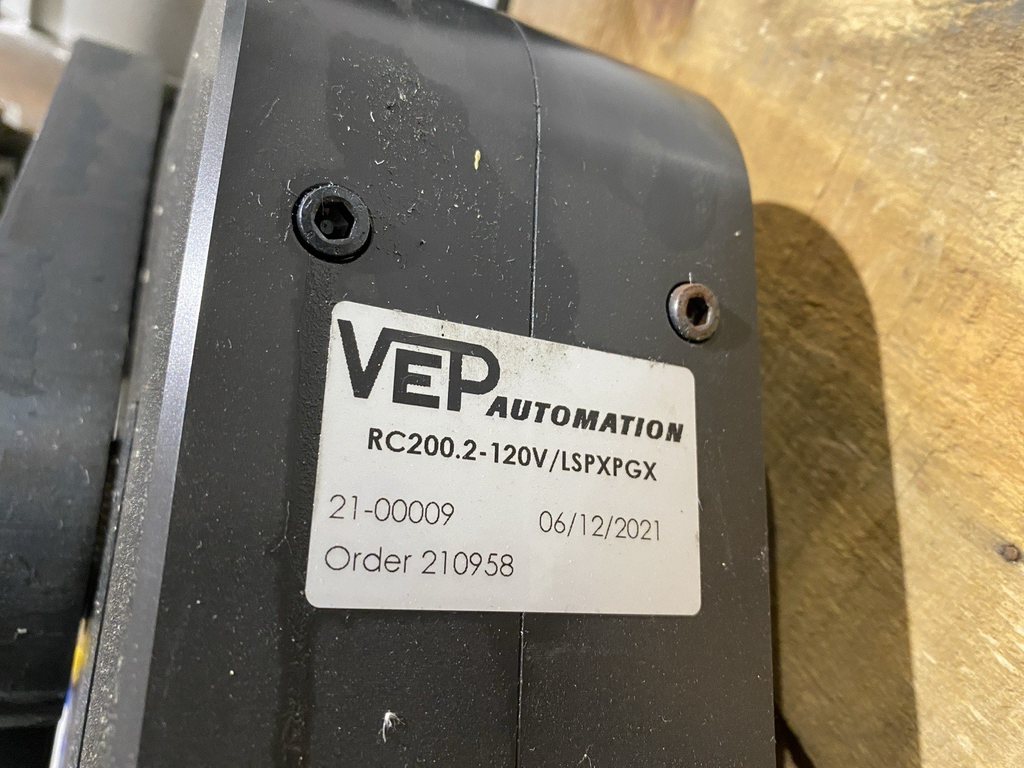 VEP AUTOMATION
RC200.2-120V/LSPXPGX
21-00009 06/12/2021
Order 210958